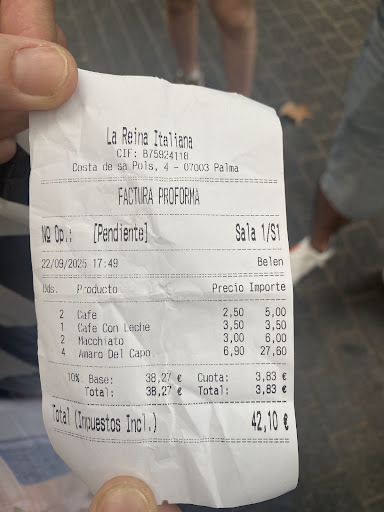 La Reina Italiana
CIF: B75924118
Costa de sa Pols, 4 - 07003 Palma
FACTURA PROFORMA
Nº Op.: [Pendiente] Sala 1/S1
22/09/2025 17:49 Belen
Uds. Producto Precio Importe
2 Cafe 2,50 5,00
1 Cafe Con Leche 3,50 3,50
2 Macchiato 3,00 6,00
4 Amaro Del Capo 6,90 27,60
10% Base: 38,27 € Cuota: 3,83 €
Total: 38,27 € Total: 3,83 €
Total (Impuestos Incl.) 42,10 €